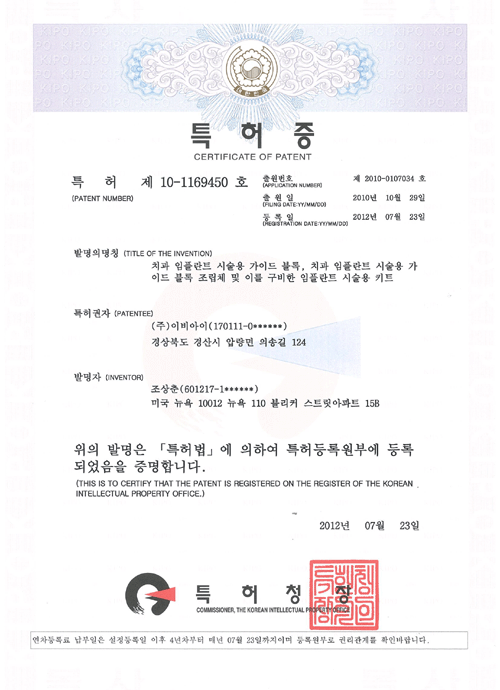 특 허 증
CERTIFICATE OF PATENT
특 허 제 10-1169450 호
(PATENT NUMBER)
출원번호 제 2010-0107034 호
(APPLICATION NUMBER)
출 원 일 2010년 10월 29일
(FILING DATE:YY/MM/DD)
등 록 일 2012년 07월 23일
(REGISTRATION DATE:YY/MM/DD)
발명의명칭 (TITLE OF THE INVENTION)
치과 임플란트 시술용 가이드 블록, 치과 임플란트 시술용 가
이드 블록 조립체 및 이를 구비한 임플란트 시술용 키트
특허권자 (PATENTEE)
(주)이비아이(170111-0******)
경상북도 경산시 압량면 의송길 124
발명자 (INVENTOR)
조상춘(601217-1******)
미국 뉴욕 10012 뉴욕 110 블리커 스트릿아파트 15B
위의 발명은 「특허법」에 의하여 특허등록원부에 등록
되었음을 증명합니다.
(THIS IS TO CERTIFY THAT THE PATENT IS REGISTERED ON THE REGISTER OF THE KOREAN
INTELLECTUAL PROPERTY OFFICE.)
2012년 07월 23일
특 허 청 장
COMMISSIONER, THE KOREAN INTELLECTUAL PROPERTY OFFICE
연차등록료 납부일은 설정등록일 이후 4년차부터 매년 07월 23일까지이며 등록원부로 권리관계를 확인바랍니다.